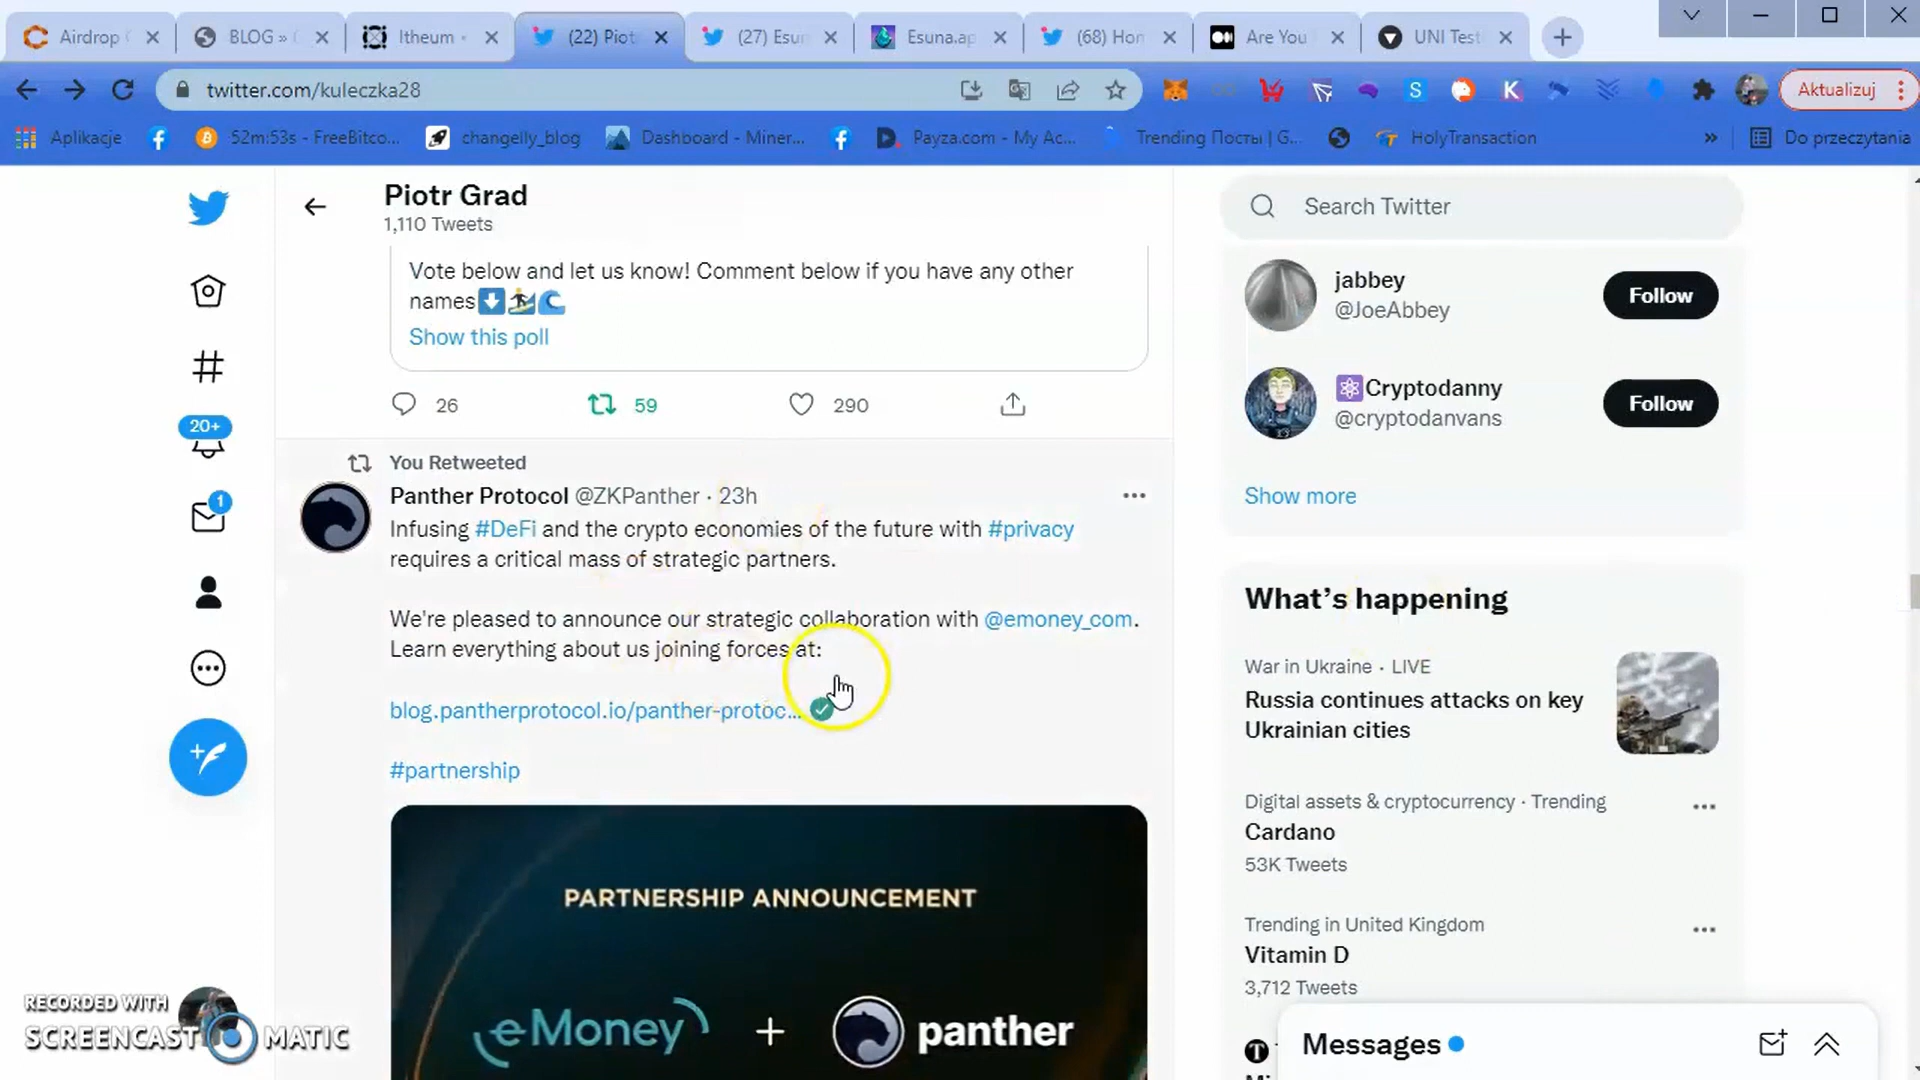 Airdrop
BLOG » (
Itheum •
(22) Piot
(27) Esun
Esuna.ap
(68) Hon
Are You
UNI Test
twitter.com/kuleczka28
Aktualizuj
Aplikacje
52m:53s - FreeBitco...
changelly_blog
Dashboard - Miner...
Payza.com - My Ac...
Trending Посты | G...
HolyTransaction
»
Do przeczytania
Piotr Grad
1,110 Tweets
Search Twitter
Vote below and let us know! Comment below if you have any other
names
Show this poll
26
59
290
jabbey
@JoeAbbey
Follow
Cryptodanny
@cryptodanvans
Follow
Show more
20+
1
You Retweeted
Panther Protocol @ZKPanther · 23h
Infusing #DeFi and the crypto economies of the future with #privacy
requires a critical mass of strategic partners.
We're pleased to announce our strategic collaboration with @emoney_com.
Learn everything about us joining forces at:
blog.pantherprotocol.io/panther-protoc...
#partnership
PARTNERSHIP ANNOUNCEMENT
eMoney + panther
What's happening
War in Ukraine · LIVE
Russia continues attacks on key
Ukrainian cities
Digital assets & cryptocurrency · Trending
Cardano
53K Tweets
Trending in United Kingdom
Vitamin D
3,712 Tweets
Messages
RECORDED WITH
SCREENCAST MATIC